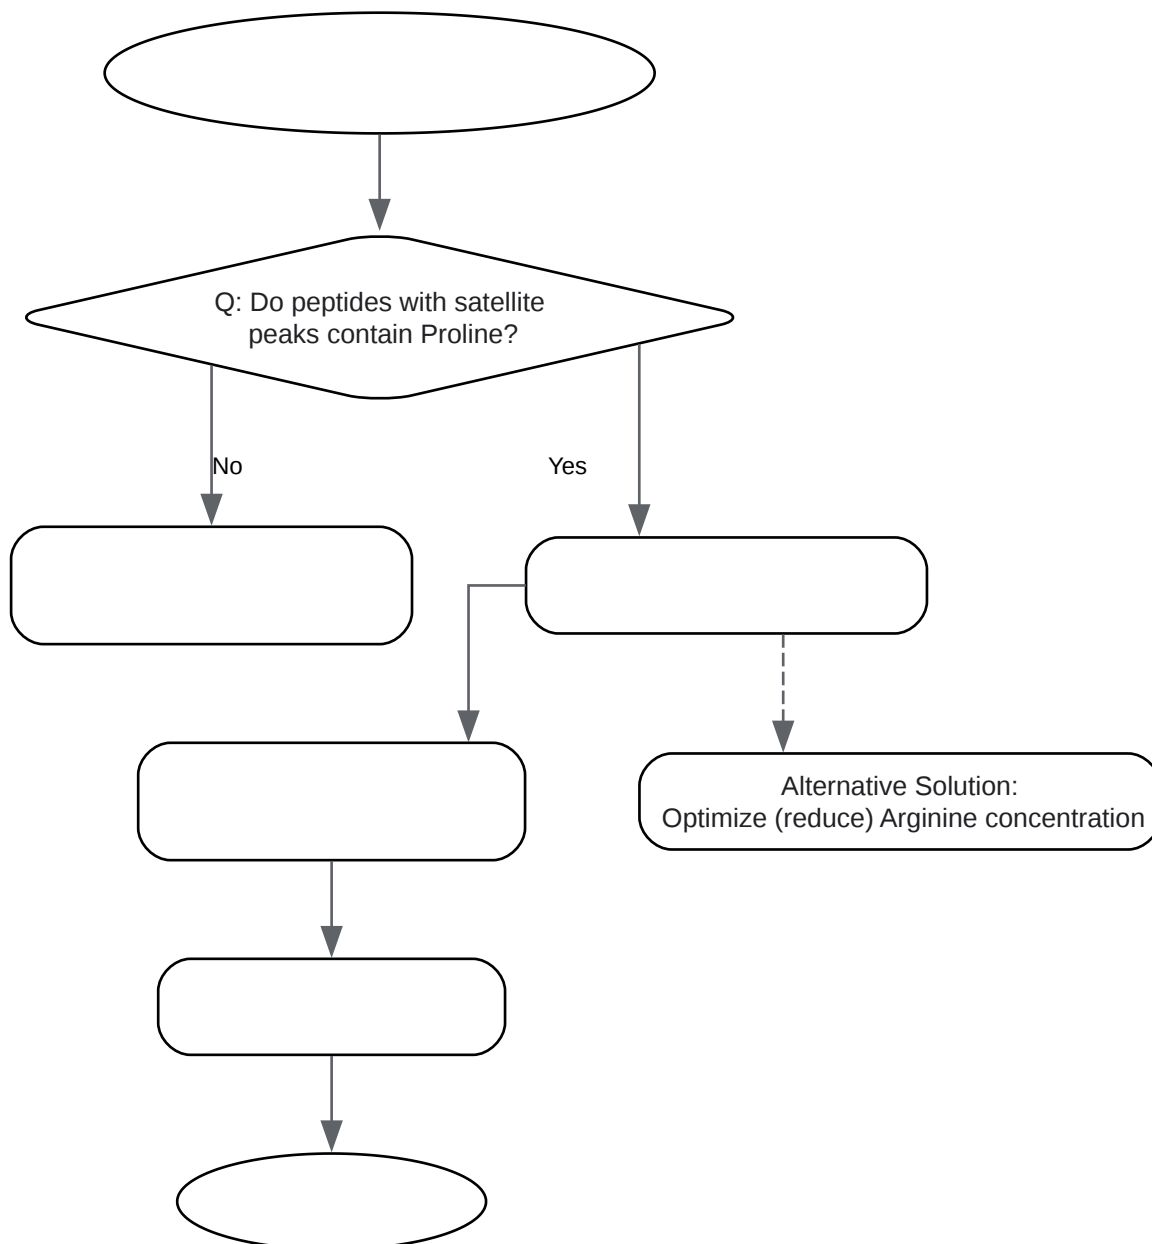 Q: Do peptides with satellite
peaks contain Proline?
No
Yes
Alternative Solution:
Optimize (reduce) Arginine concentration